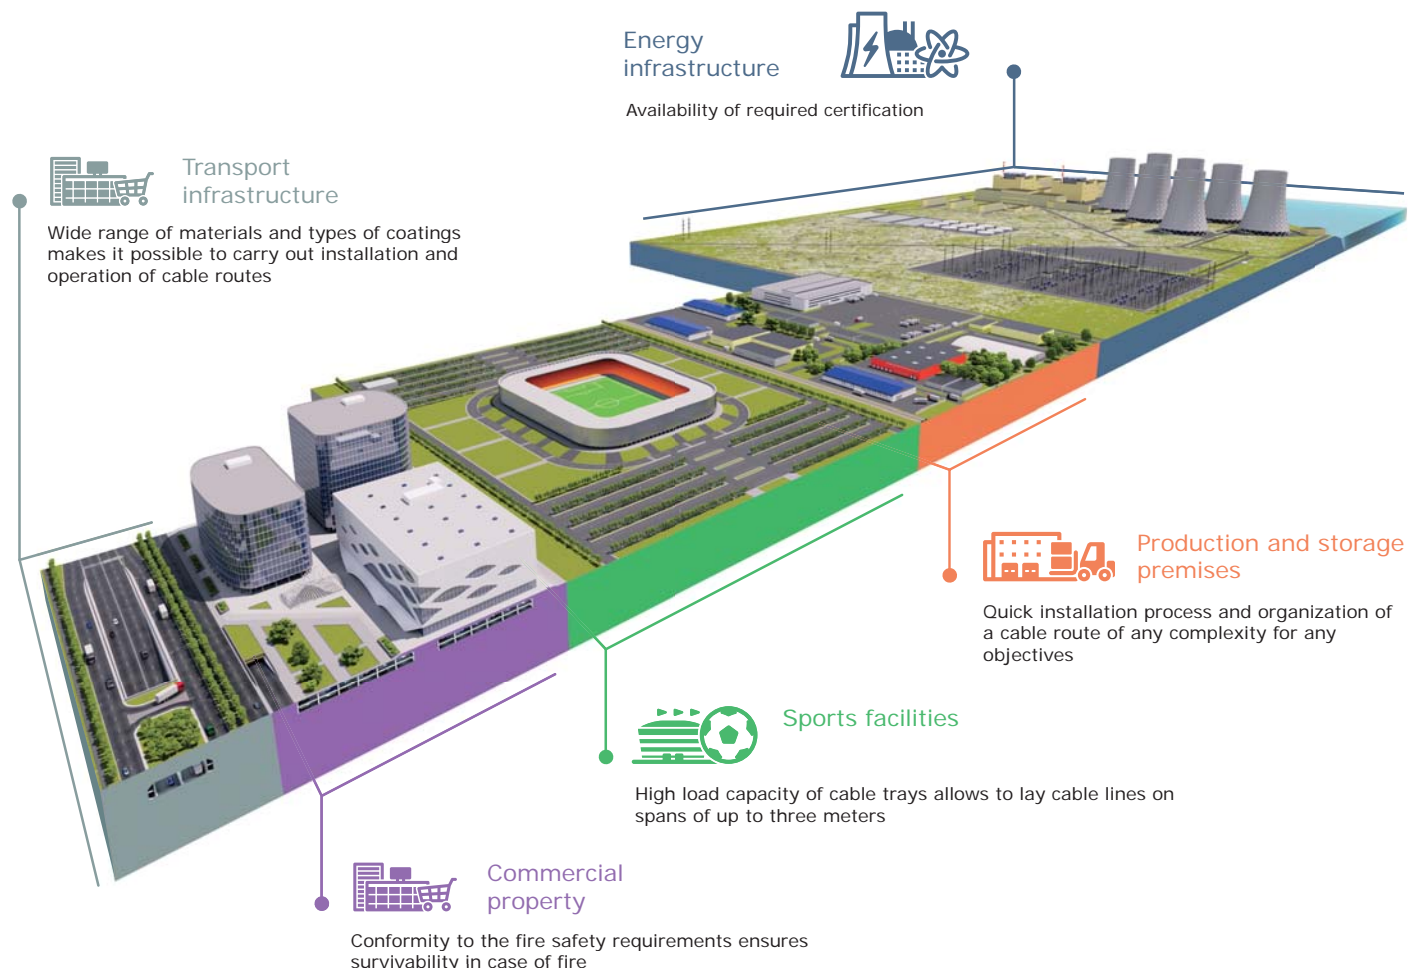 Energy
infrastructure
Availability of required certification
Transport
infrastructure
Wide range of materials and types of coatings
makes it possible to carry out installation and
operation of cable routes
Production and storage
premises
Quick installation process and organization of
a cable route of any complexity for any
objectives
Sports facilities
High load capacity of cable trays allows to lay cable lines on
spans of up to three meters
Commercial
property
Conformity to the fire safety requirements ensures
survivability in case of fire